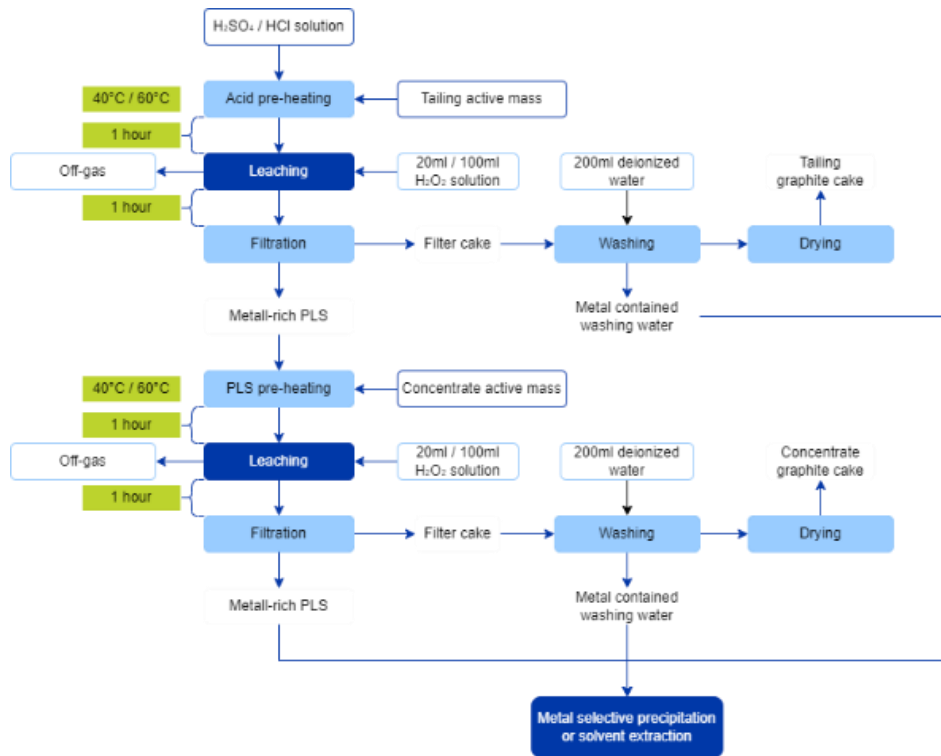 H₂SO₄ / HCl solution
40°C / 60°C
Acid pre-heating
Tailing active mass
1 hour
Off-gas
Leaching
20ml / 100ml
H₂O₂ solution
200ml deionized
water
Tailing
graphite cake
1 hour
Filtration
Filter cake
Washing
Drying
Metall-rich PLS
Metal contained
washing water
40°C / 60°C
PLS pre-heating
Concentrate active mass
1 hour
Off-gas
Leaching
20ml / 100ml
H₂O₂ solution
200ml deionized
water
Concentrate
graphite cake
1 hour
Filtration
Filter cake
Washing
Drying
Metall-rich PLS
Metal contained
washing water
Metal selective precipitation
or solvent extraction